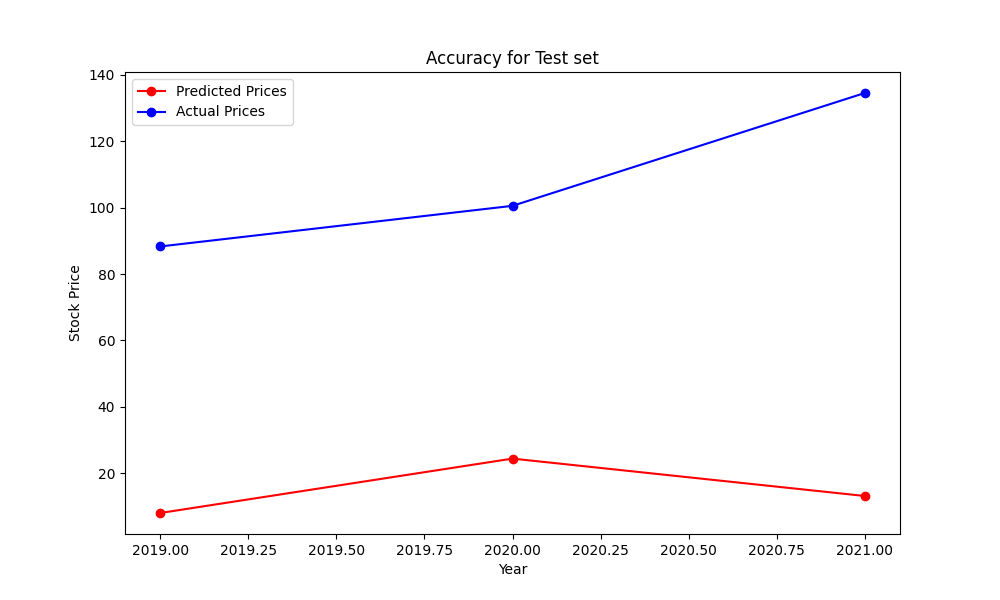 Accuracy for Test set
Predicted Prices
Actual Prices
140
120
100
80
60
40
20
Stock Price
2019.00 2019.25 2019.50 2019.75 2020.00 2020.25 2020.50 2020.75 2021.00
Year